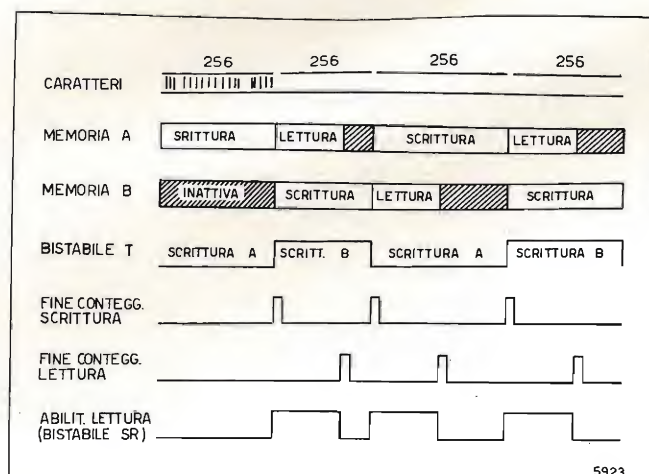 256 256 256 256
CARATTERI
MEMORIA A SRITTURA LETTURA SCRITTURA LETTURA
MEMORIA B INATTIVA SCRITTURA LETTURA SCRITTURA
BISTABILE T SCRITTURA A SCRITT. B SCRITTURA A SCRITTURA B
FINE CONTEGG.
SCRITTURA
FINE CONTEGG.
LETTURA
ABILIT. LETTURA
(BISTABILE SR)
5923